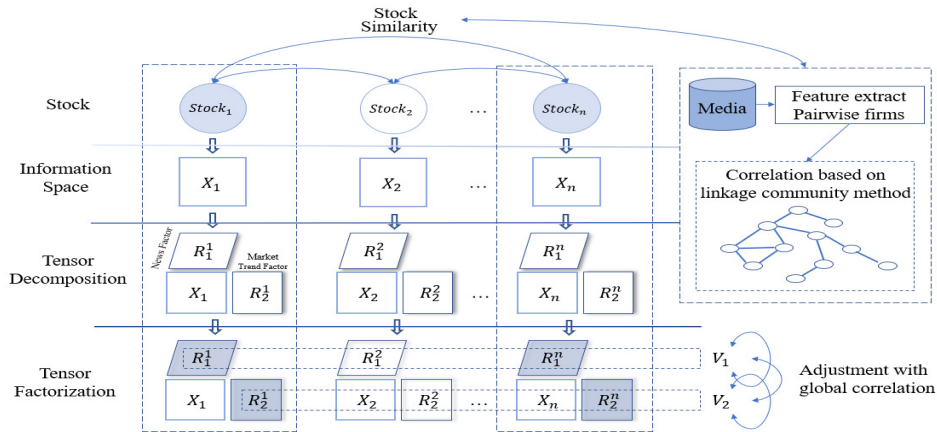 Stock
Similarity
Stock
Stock₁
Stock₂
...
Stockₙ
Media
Feature extract
Pairwise firms
Information
Space
X₁
X₂
...
Xₙ
Correlation based on
linkage community method
Tensor
Decomposition
News Factor
R₁¹
Market
Trend Factor
R₁²
R₁ⁿ
X₁
R₂¹
X₂
R₂²
...
Xₙ
R₂ⁿ
Tensor
Factorization
R₁¹
R₁²
R₁ⁿ
V₁
X₁
R₂¹
X₂
R₂²
...
Xₙ
R₂ⁿ
V₂
Adjustment with
global correlation